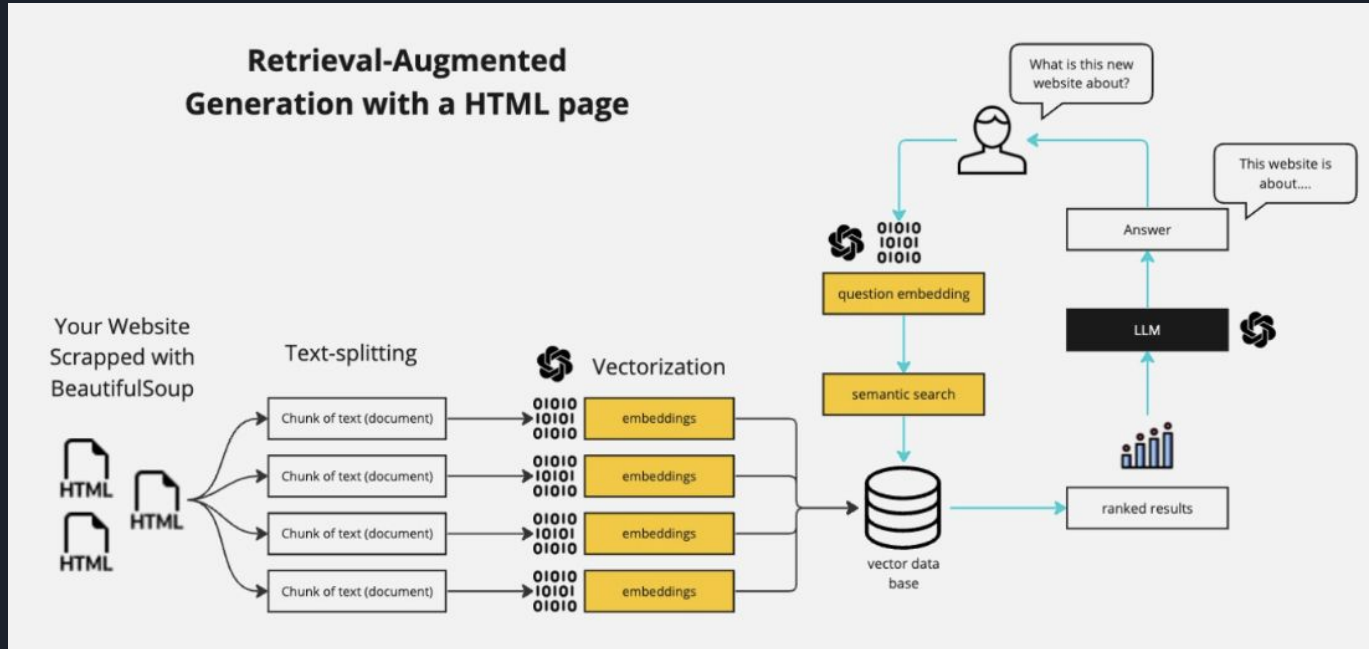 Retrieval-Augmented
Generation with a HTML page
What is this new
website about?
This website is
about....
Answer
01010
10101
01010
question embedding
LLM
Your Website
Scrapped with
BeautifulSoup
Text-splitting
Vectorization
semantic search
Chunk of text (document)
01010
10101
01010
embeddings
Chunk of text (document)
01010
10101
01010
embeddings
Chunk of text (document)
01010
10101
01010
embeddings
Chunk of text (document)
01010
10101
01010
embeddings
HTML
HTML
HTML
vector data
base
ranked results